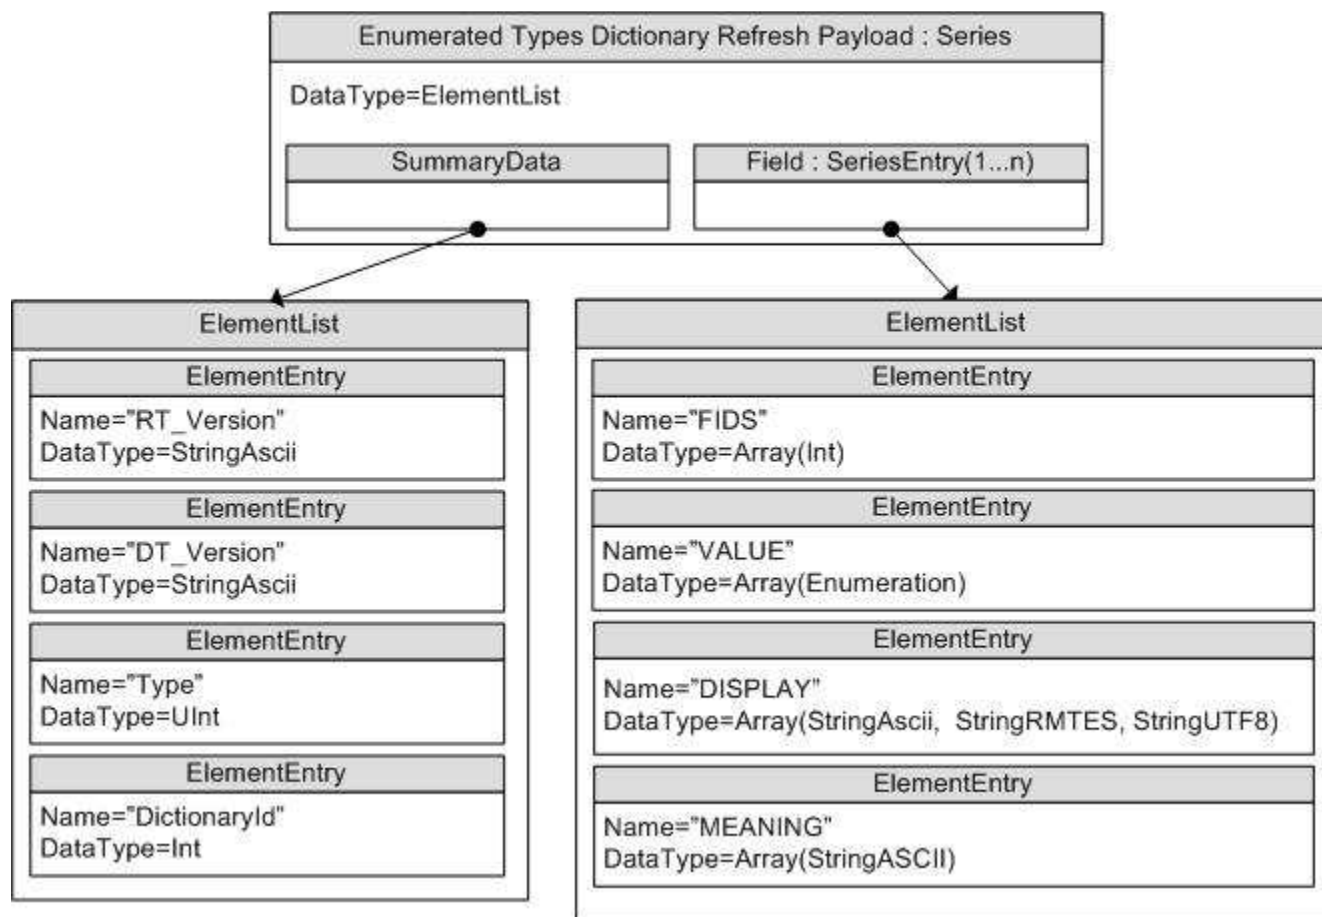 Enumerated Types Dictionary Refresh Payload : Series
DataType=ElementList
SummaryData
Field : SeriesEntry(1...n)
ElementList
ElementEntry
Name=”RT_Version”
DataType=StringAscii
ElementEntry
Name=”DT_Version”
DataType=StringAscii
ElementEntry
Name=”Type”
DataType=UInt
ElementEntry
Name=”DictionaryId”
DataType=Int
ElementList
ElementEntry
Name=”FIDS”
DataType=Array(Int)
ElementEntry
Name=”VALUE”
DataType=Array(Enumeration)
ElementEntry
Name=”DISPLAY”
DataType=Array(StringAscii, StringRMTES, StringUTF8)
ElementEntry
Name=”MEANING”
DataType=Array(StringASCII)